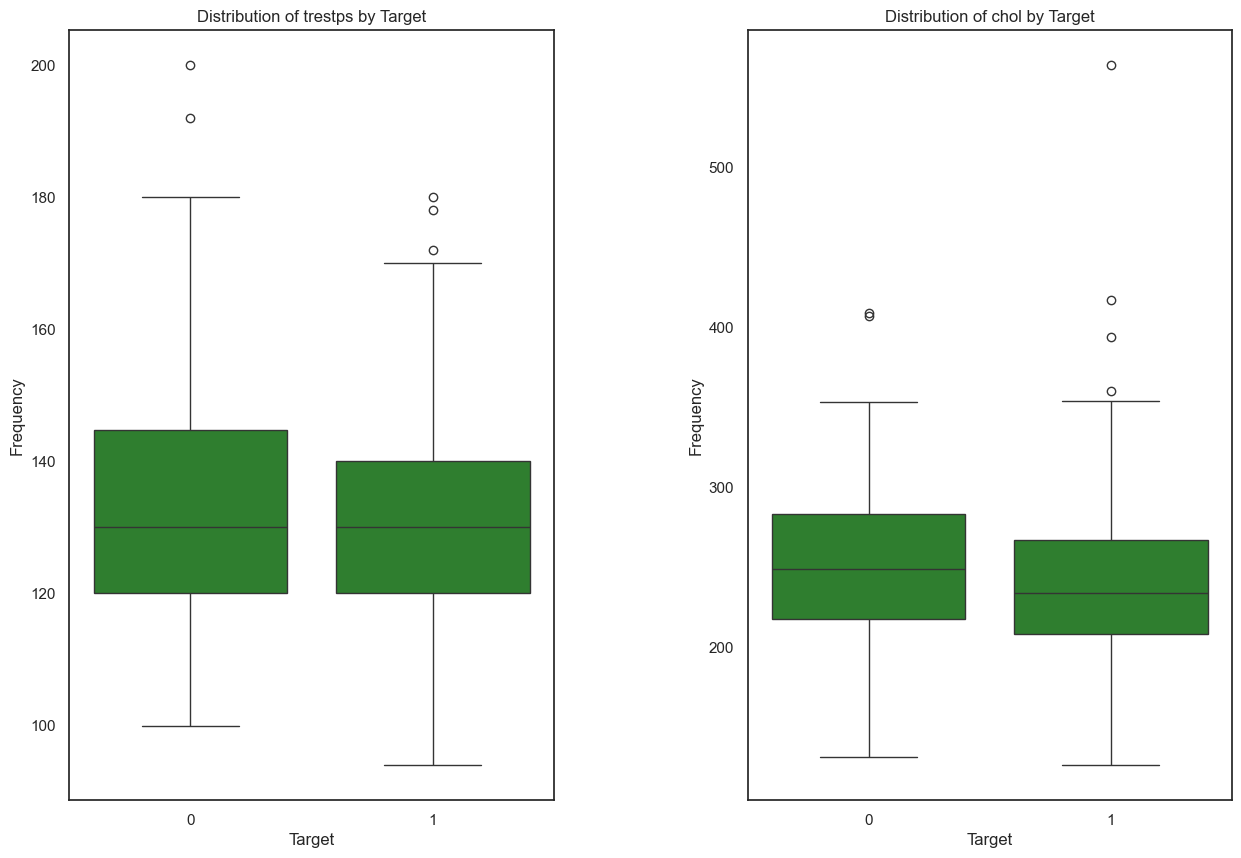 Distribution of trestps by Target
200
180
160
140
120
100
Frequency
0
1
Target
Distribution of chol by Target
500
400
300
200
Frequency
0
1
Target